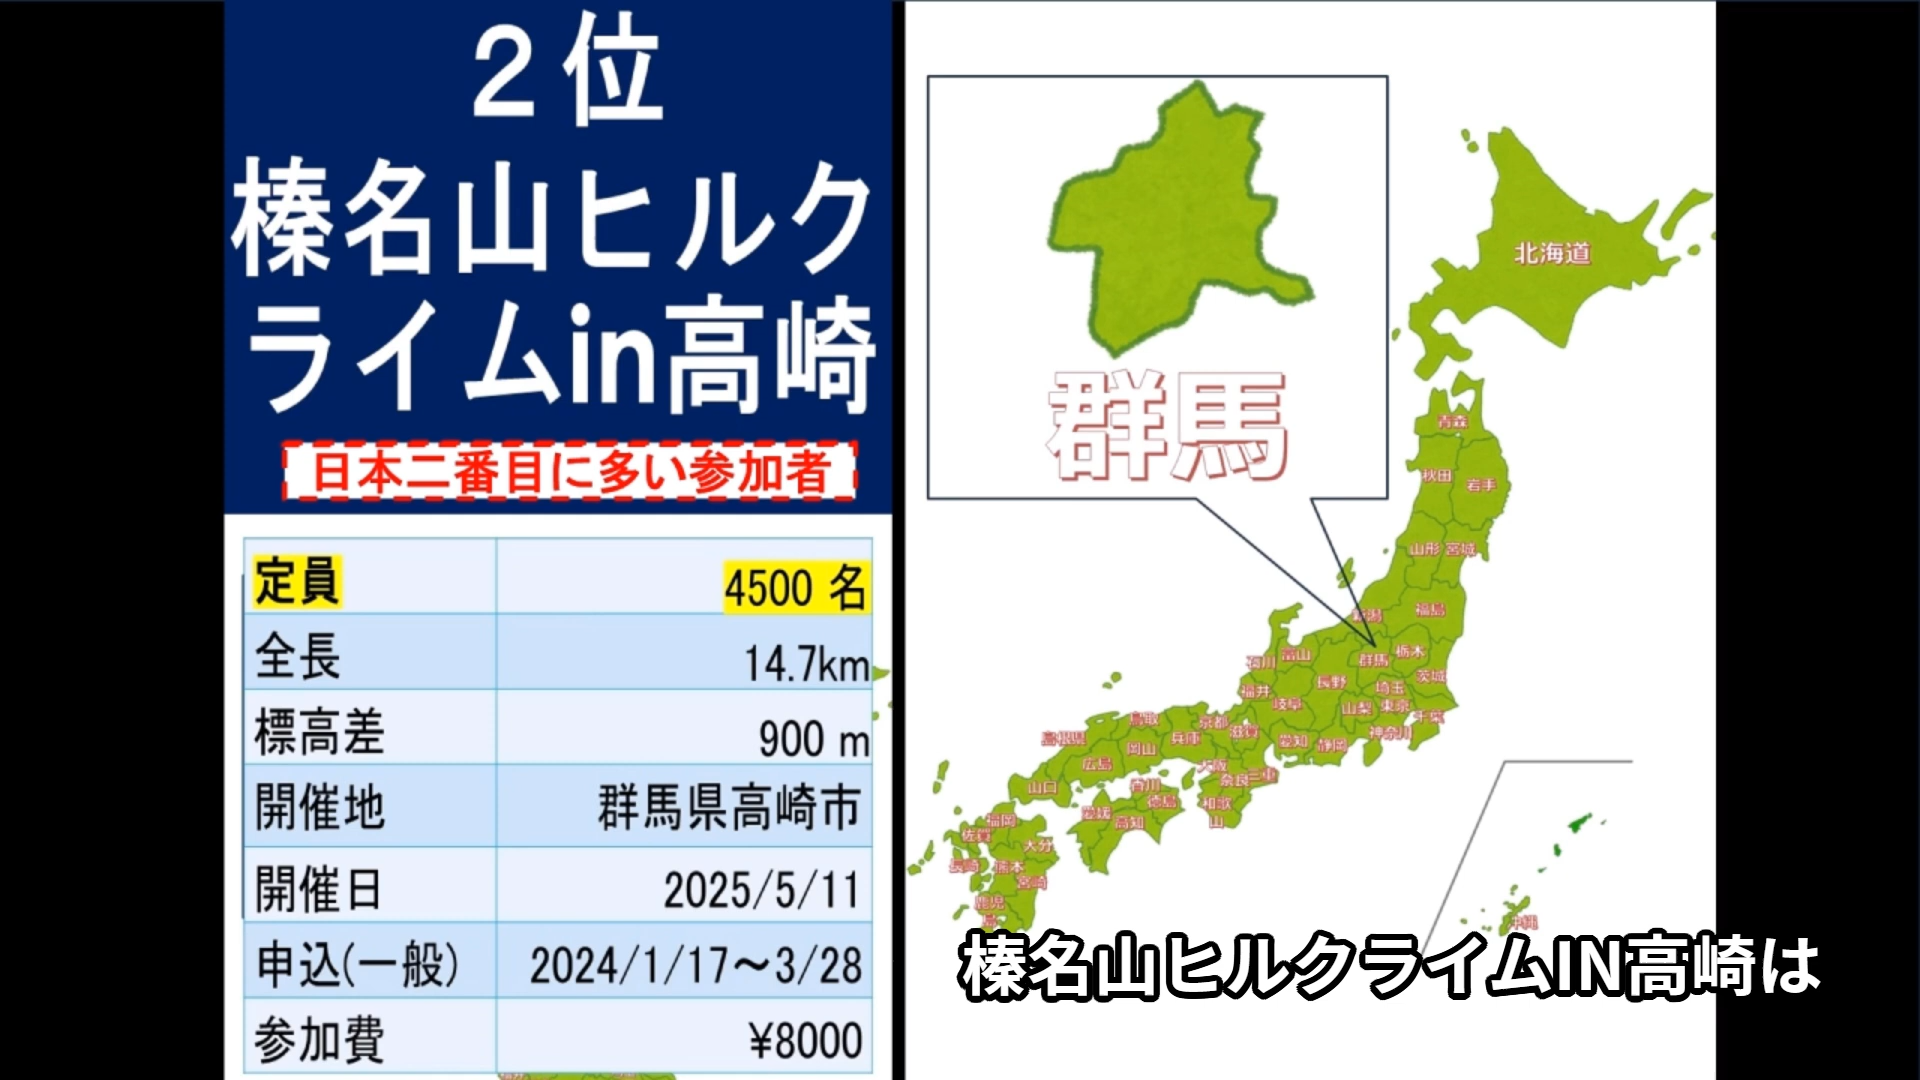 ２位
榛名山ヒルク
ライムin高崎
日本二番目に多い参加者
定員 4500 名
全長 14.7km
標高差 900 m
開催地 群馬県高崎市
開催日 2025/5/11
申込(一般) 2024/1/17～3/28
参加費 ¥8000
群馬
北海道
青森
秋田
岩手
山形
宮城
新潟
福島
石川
富山
群馬
栃木
福井
長野
埼玉
茨城
岐阜
山梨
東京
千葉
島根県
鳥取
京都
滋賀
愛知
静岡
神奈川
岡山
兵庫
広島
大阪
奈良
三重
山口
香川
徳島
和歌
山
愛媛
高知
福岡
佐賀
大分
長崎
熊本
宮崎
鹿児
島
沖縄
榛名山ヒルクライムIN高崎は